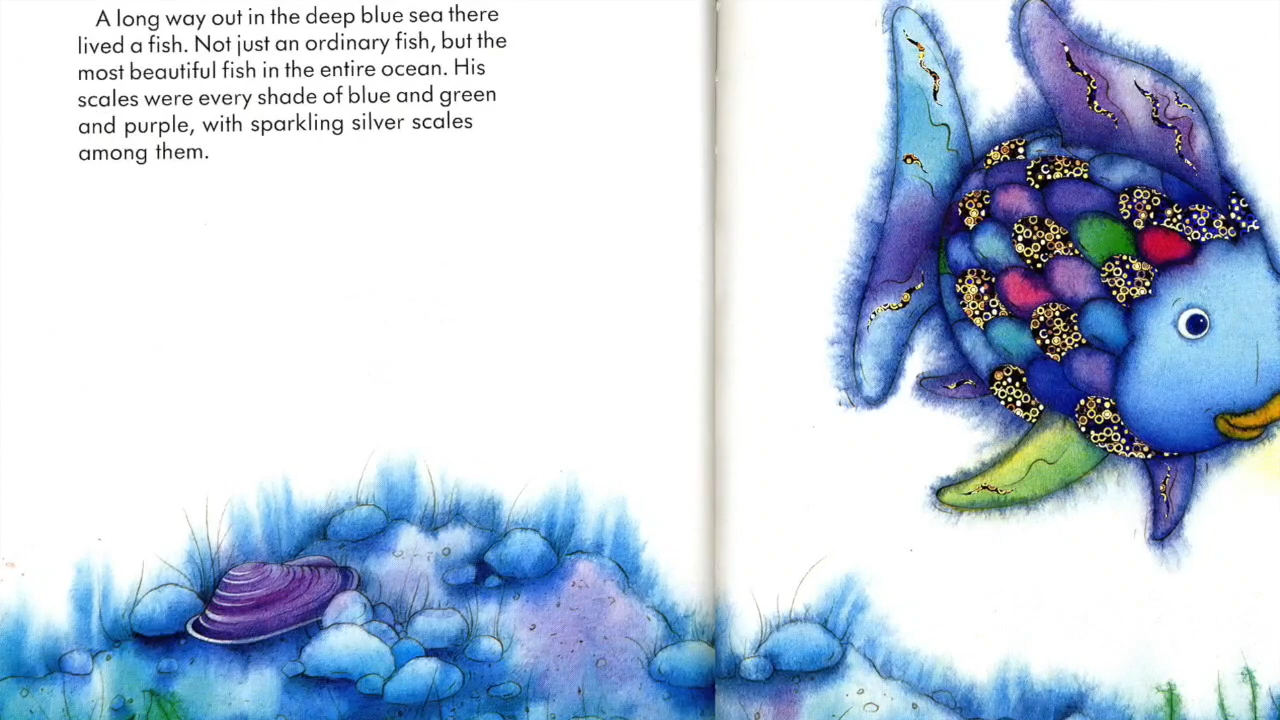 A long way out in the deep blue sea there
lived a fish. Not just an ordinary fish, but the
most beautiful fish in the entire ocean. His
scales were every shade of blue and green
and purple, with sparkling silver scales
among them.